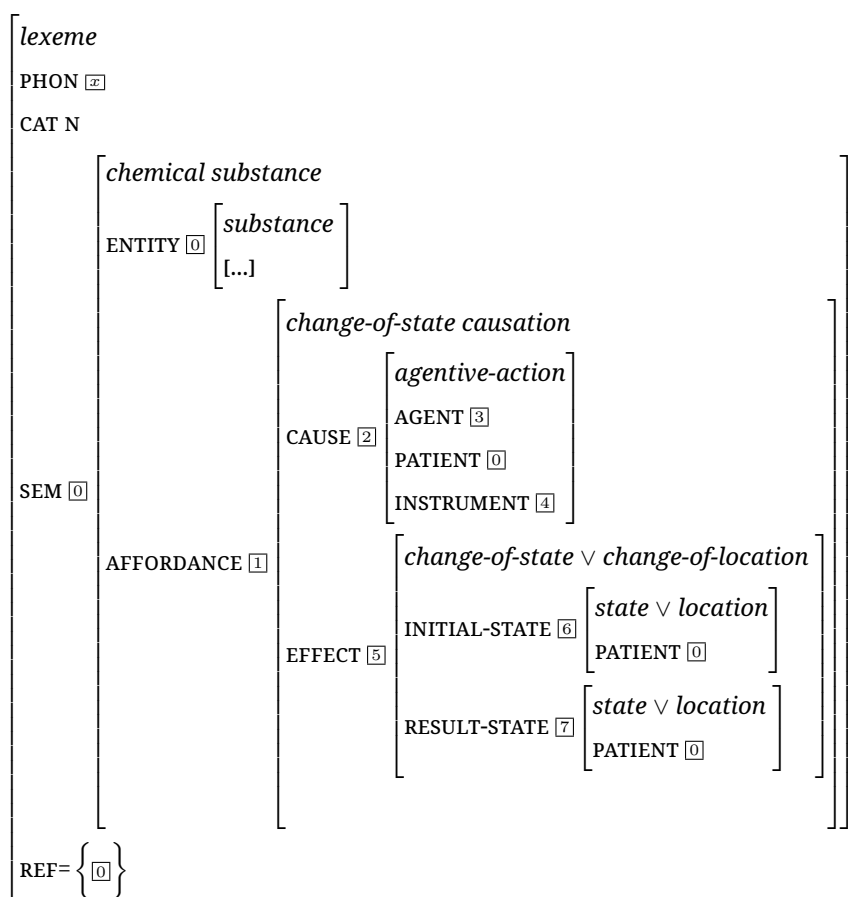 lexeme
PHON x
CAT N
chemical substance
ENTITY 0 substance
[...]
change-of-state causation
agentive-action
AGENT 3
CAUSE 2
PATIENT 0
INSTRUMENT 4
SEM 0
AFFORDANCE 1
change-of-state ∨ change-of-location
INITIAL-STATE 6 state ∨ location
PATIENT 0
EFFECT 5
RESULT-STATE 7 state ∨ location
PATIENT 0
REF= { 0 }